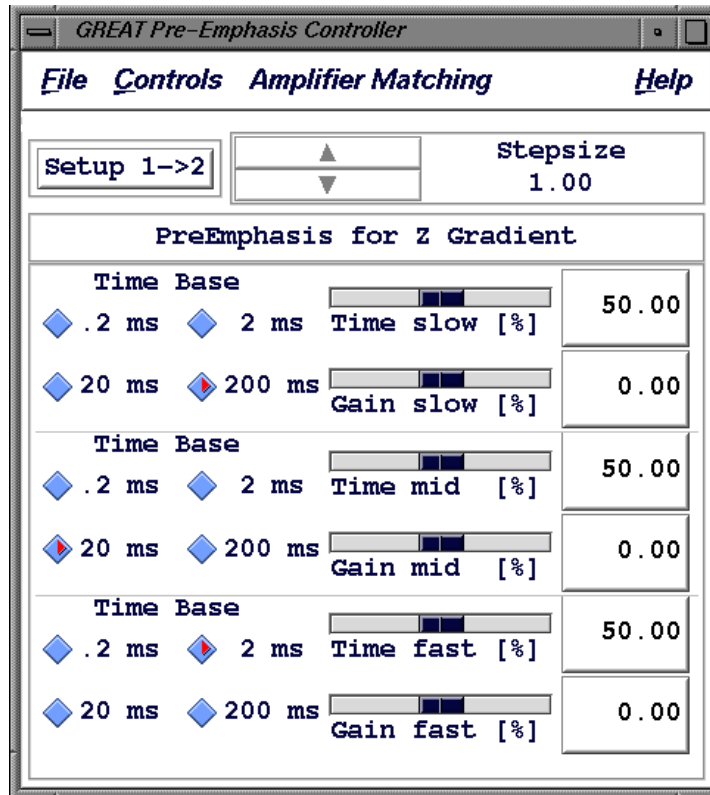 GREAT Pre-Emphasis Controller
File Controls Amplifier Matching Help
Setup 1->2
Stepsize
1.00
PreEmphasis for Z Gradient
Time Base
.2 ms 2 ms Time slow [%] 50.00
20 ms 200 ms Gain slow [%] 0.00
Time Base
.2 ms 2 ms Time mid [%] 50.00
20 ms 200 ms Gain mid [%] 0.00
Time Base
.2 ms 2 ms Time fast [%] 50.00
20 ms 200 ms Gain fast [%] 0.00